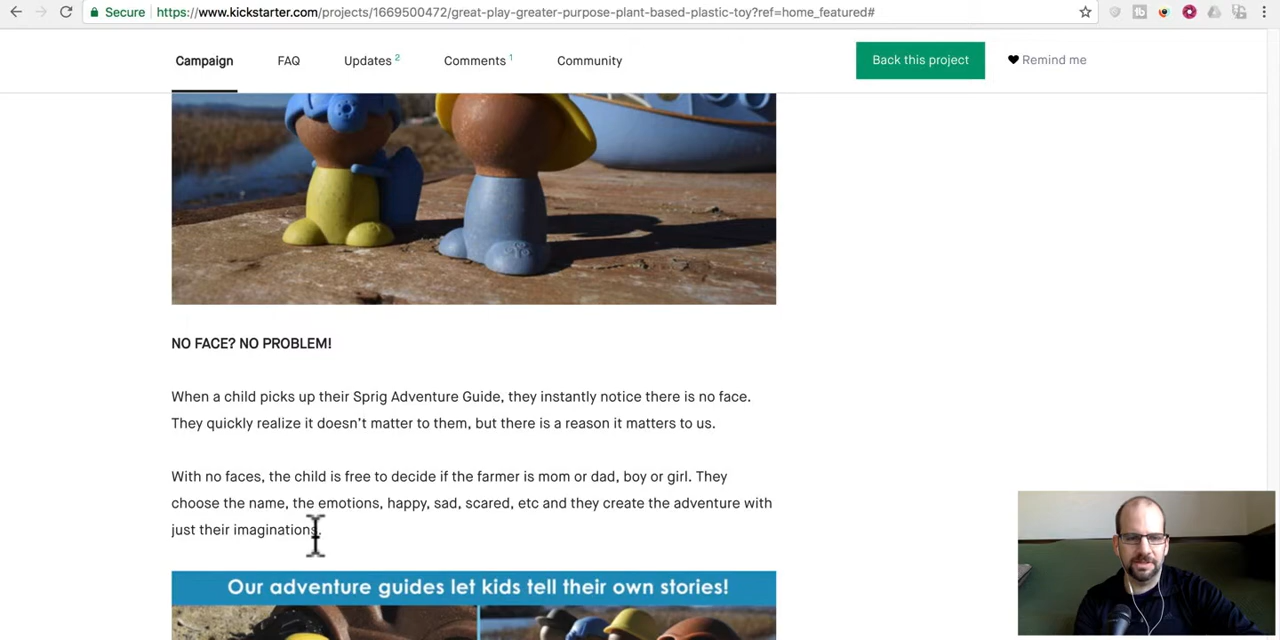 Secure
https://www.kickstarter.com/projects/1669500472/great-play-greater-purpose-plant-based-plastic-toy?ref=home_featured#
Campaign FAQ Updates 2 Comments 1 Community Back this project Remind me
NO FACE? NO PROBLEM!
When a child picks up their Sprig Adventure Guide, they instantly notice there is no face.
They quickly realize it doesn't matter to them, but there is a reason it matters to us.
With no faces, the child is free to decide if the farmer is mom or dad, boy or girl. They
choose the name, the emotions, happy, sad, scared, etc and they create the adventure with
just their imaginations.
Our adventure guides let kids tell their own stories!